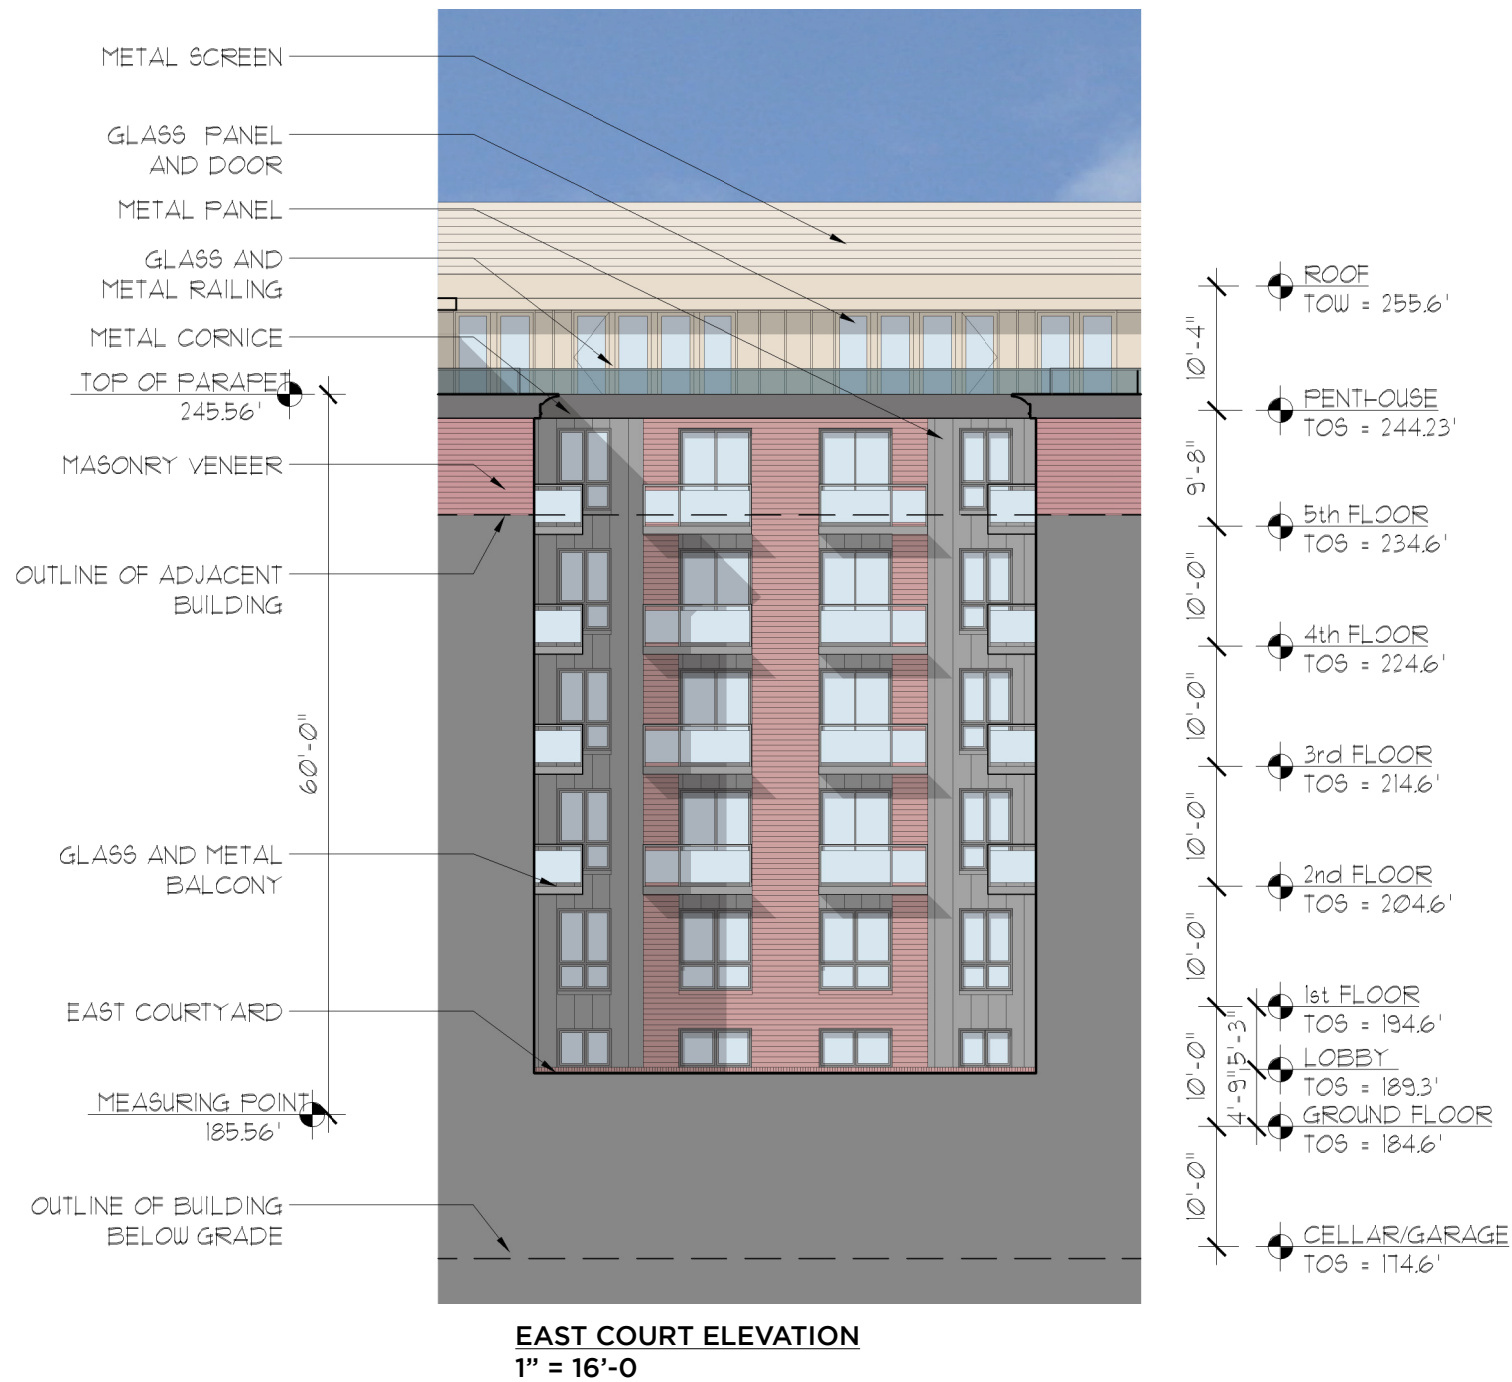 METAL SCREEN
GLASS PANEL
AND DOOR
METAL PANEL
GLASS AND
METAL RAILING
METAL CORNICE
TOP OF PARAPET
245.56'
MASONRY VENEER
OUTLINE OF ADJACENT
BUILDING
60'-0"
GLASS AND METAL
BALCONY
EAST COURTYARD
MEASURING POINT
185.56'
OUTLINE OF BUILDING
BELOW GRADE
ROOF
TOW = 255.6'
10'-4"
PENTHOUSE
TOS = 244.23'
9'-8"
5th FLOOR
TOS = 234.6'
10'-0"
4th FLOOR
TOS = 224.6'
10'-0"
3rd FLOOR
TOS = 214.6'
10'-0"
2nd FLOOR
TOS = 204.6'
10'-0"
1st FLOOR
TOS = 194.6'
5'-3"
10'-0"
LOBBY
TOS = 189.3'
4'-9"
GROUND FLOOR
TOS = 184.6'
10'-0"
CELLAR/GARAGE
TOS = 174.6'
EAST COURT ELEVATION
1” = 16’-0